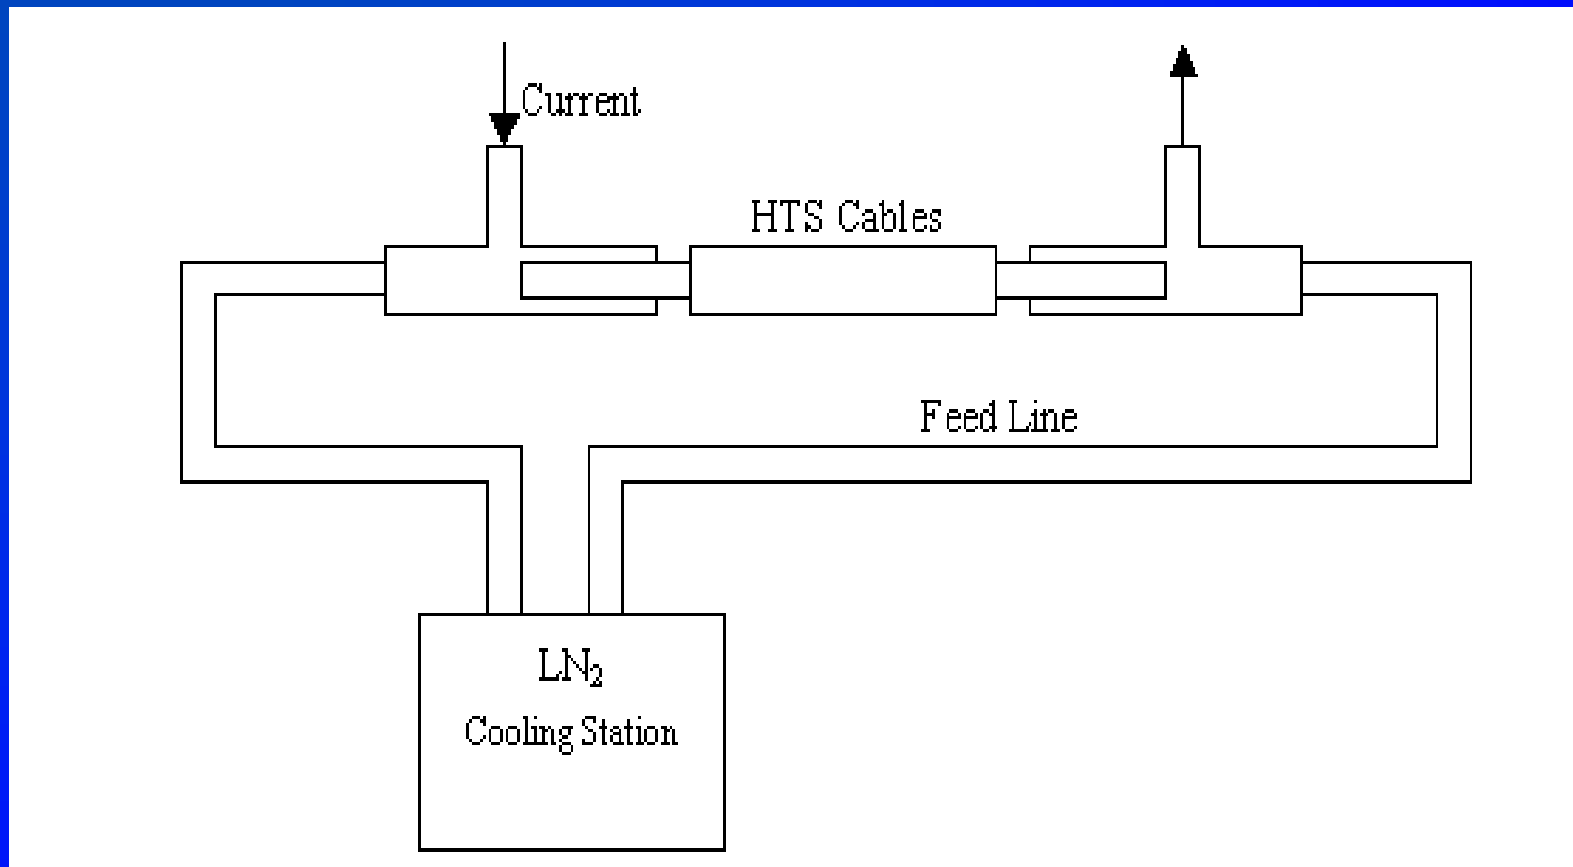 Current
HTS Cables
Feed Line
LN₂
Cooling Station